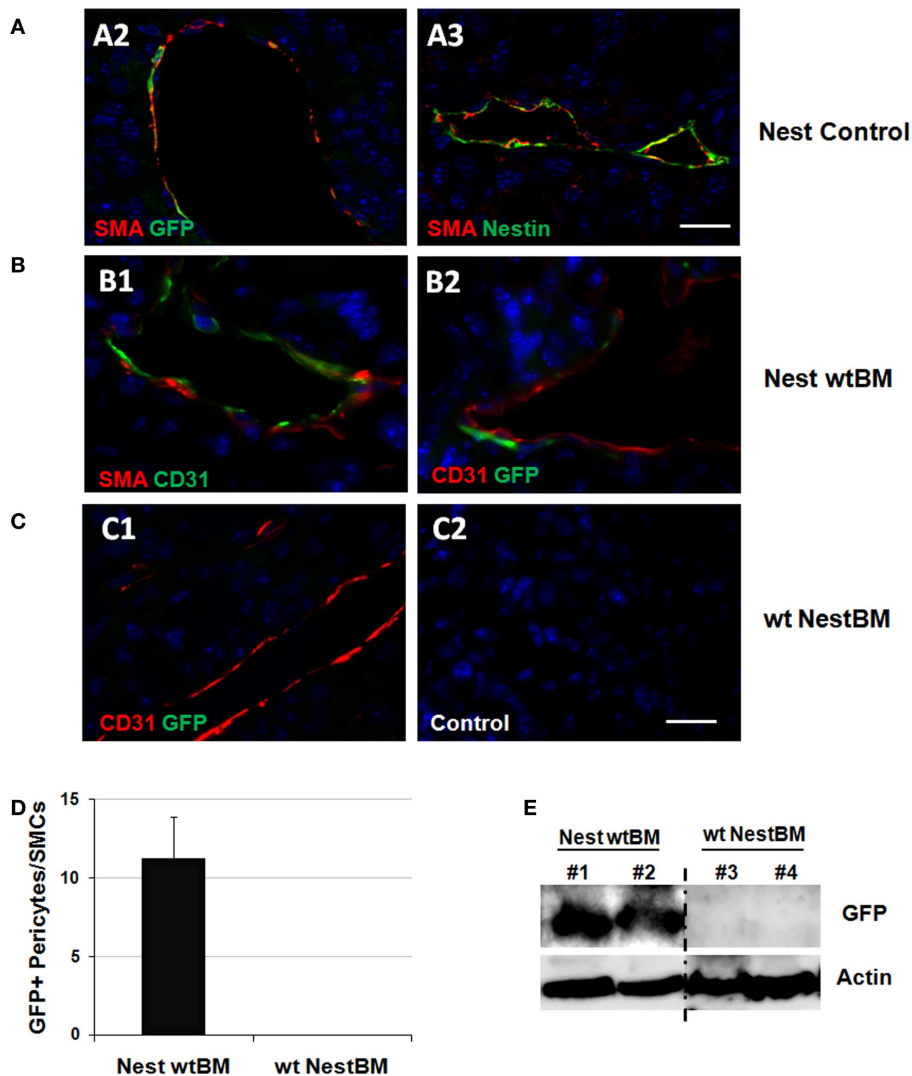 A
A2
A3
SMA GFP
SMA Nestin
Nest Control
B
B1
B2
SMA CD31
CD31 GFP
Nest wtBM
C
C1
C2
CD31 GFP
Control
wt NestBM
D
GFP+ Pericytes/SMCs
15
10
5
0
Nest wtBM
wt NestBM
E
Nest wtBM
wt NestBM
#1
#2
#3
#4
GFP
Actin